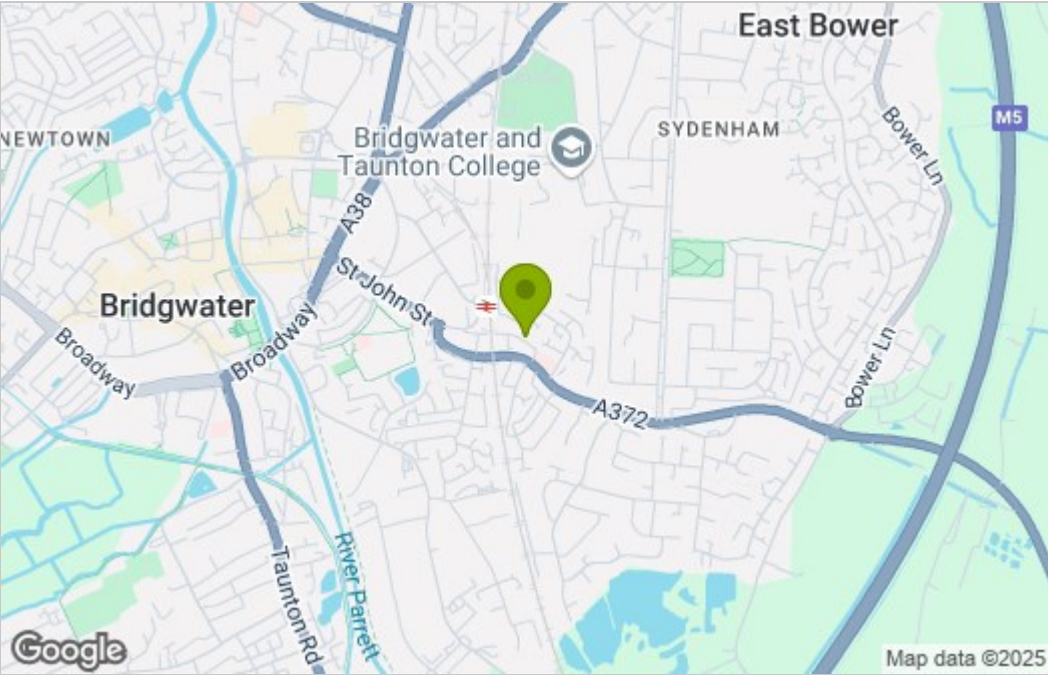 East Bower
M5
NEWTOWN
Bridgwater and
Taunton College
SYDENHAM
Bower Ln
A38
St John St
Bridgwater
Broadway
Broadway
Bower Ln
A372
River Parrett
Taunton Rd
Google
Map data ©2025